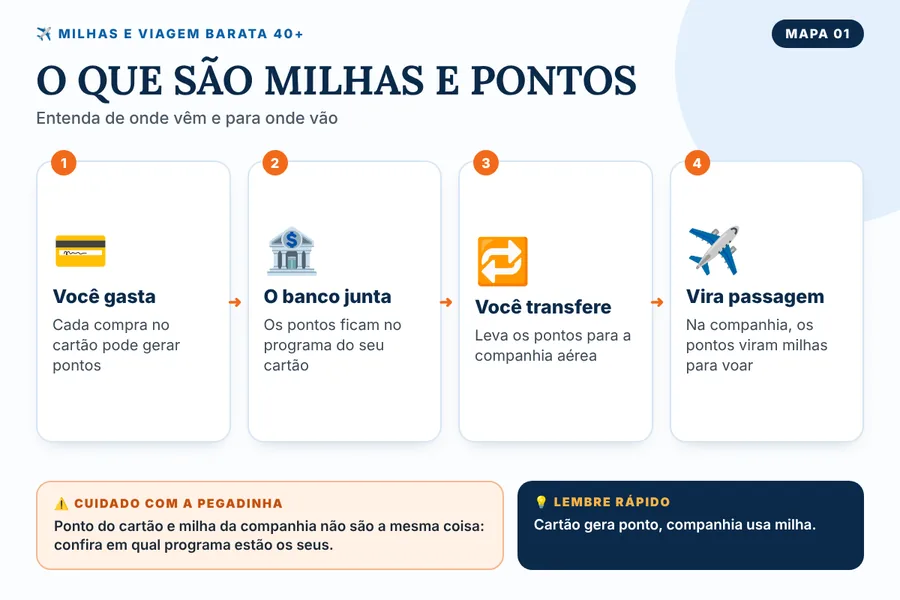 MILHAS E VIAGEM BARATA 40+
MAPA 01
O QUE SÃO MILHAS E PONTOS
Entenda de onde vêm e para onde vão
1
Você gasta
Cada compra no
cartão pode gerar
pontos
2
O banco junta
Os pontos ficam no
programa do seu
cartão
3
Você transfere
Leva os pontos para a
companhia aérea
4
Vira passagem
Na companhia, os
pontos viram milhas
para voar
CUIDADO COM A PEGADINHA
Ponto do cartão e milha da companhia não são a mesma coisa:
confira em qual programa estão os seus.
LEMBRE RÁPIDO
Cartão gera ponto, companhia usa milha.